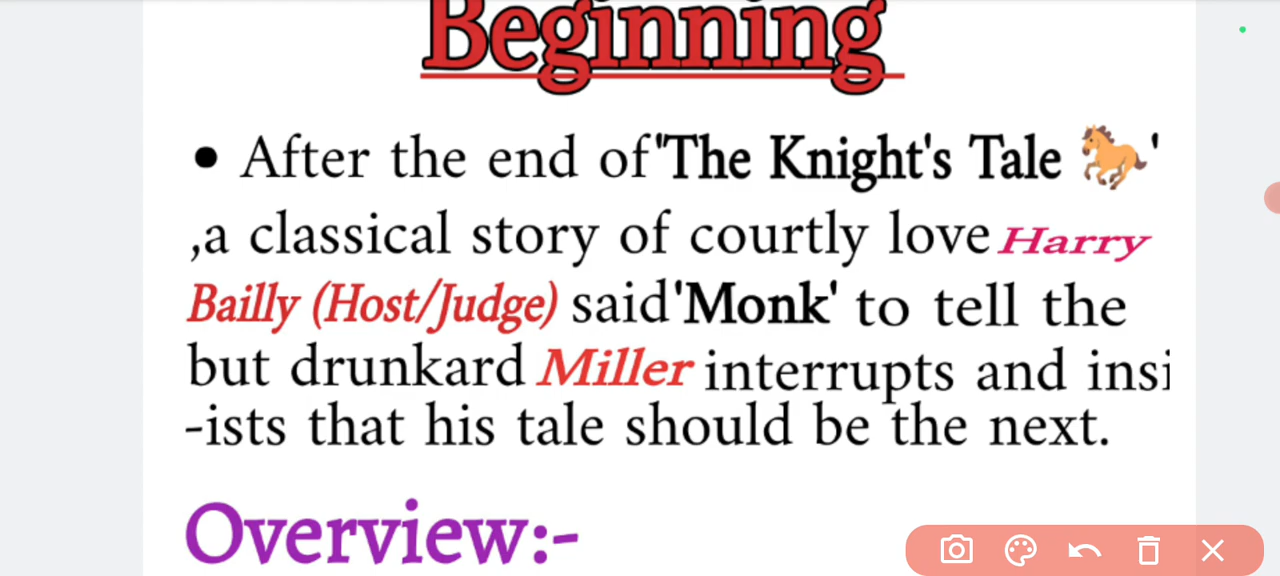 Beginning
• After the end of 'The Knight's Tale 🐎'
,a classical story of courtly love Harry
Bailly (Host/Judge) said 'Monk' to tell the
but drunkard Miller interrupts and insi
-ists that his tale should be the next.
Overview:-